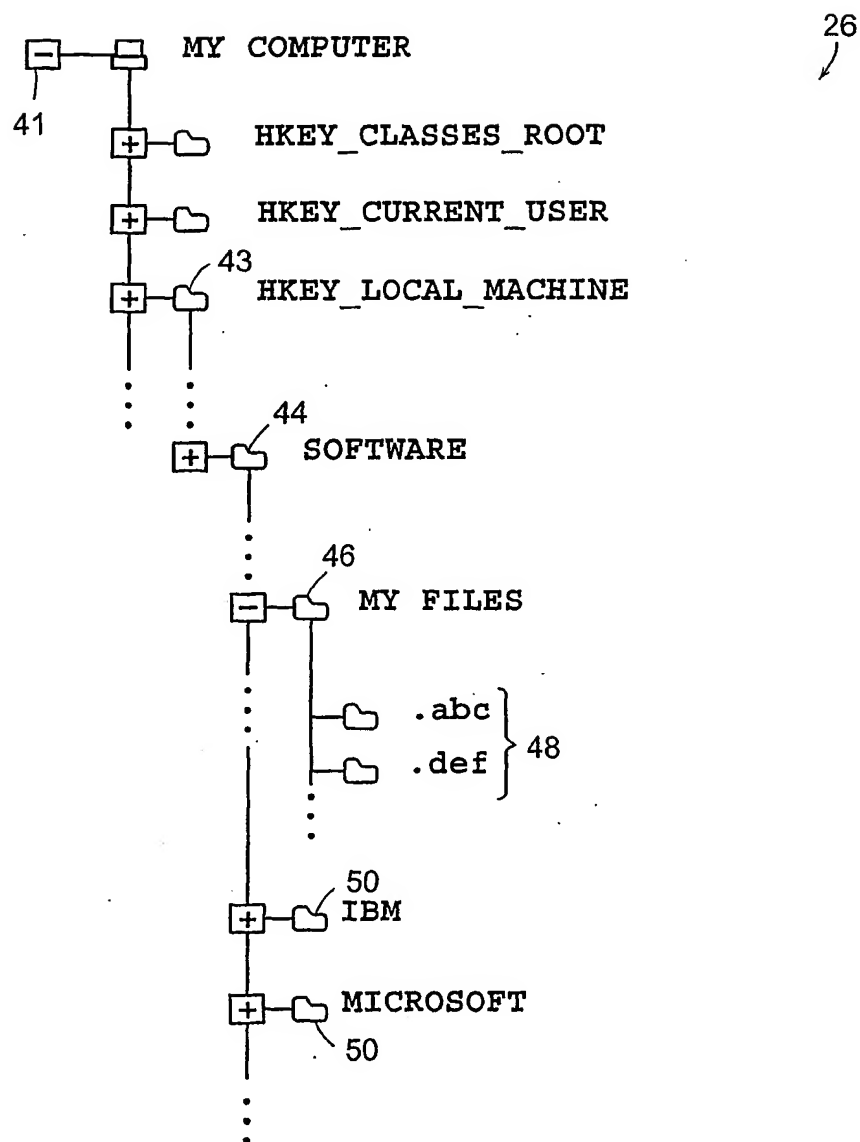 26
MY COMPUTER
41
HKEY_CLASSES_ROOT
HKEY_CURRENT_USER
43
HKEY_LOCAL_MACHINE
44
SOFTWARE
46
MY FILES
.abc
48
.def
50
IBM
MICROSOFT
50